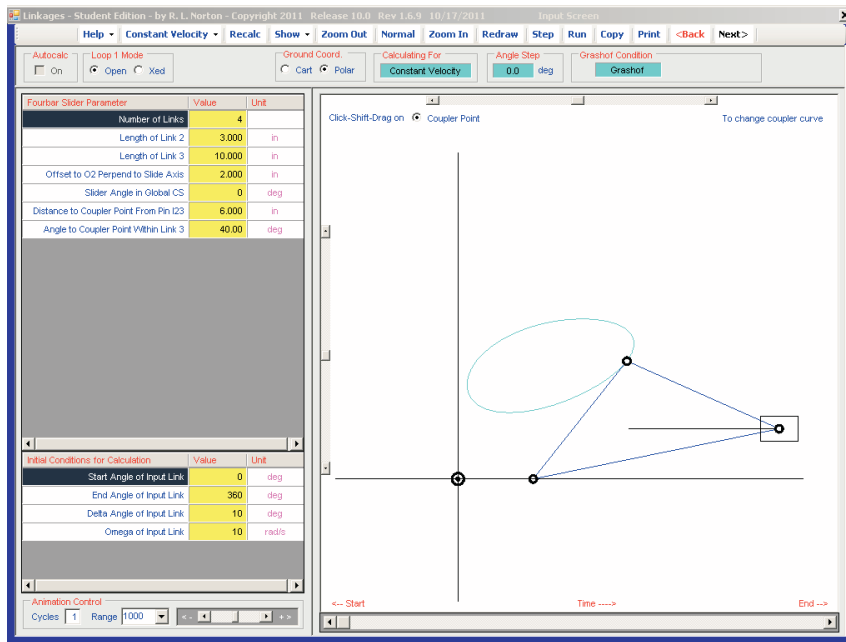 Linkages - Student Edition - by R. L. Norton - Copyright 2011 Release 10.0 Rev 1.6.9 10/17/2011 Input Screen
Help Constant Velocity Recalc Show Zoom Out Normal Zoom In Redraw Step Run Copy Print <Back Next>
Autocalc Loop 1 Mode Ground Coord. Calculating For Angle Step Grashof Condition
On Open Xed Cart Polar Constant Velocity 0.0 deg Grashof
Fourbar Slider Parameter Value Unit
Number of Links 4
Length of Link 2 3.000 in
Length of Link 3 10.000 in
Offset to O2 Perpend to Slide Axis 2.000 in
Slider Angle in Global CS 0 deg
Distance to Coupler Point From Pin I23 6.000 in
Angle to Coupler Point Within Link 3 40.00 deg
Click-Shift-Drag on Coupler Point To change coupler curve
Initial Conditions for Calculation Value Unit
Start Angle of Input Link 0 deg
End Angle of Input Link 360 deg
Delta Angle of Input Link 10 deg
Omega of Input Link 10 rad/s
Animation Control
Cycles 1 Range 1000 < - + >
<-- Start Time ----> End -->